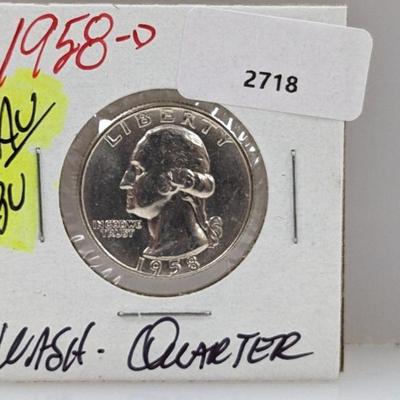 1958-D
2718
AU/
BU
LIBERTY
IN GOD WE
TRUST
1958
WASH- QUARTER